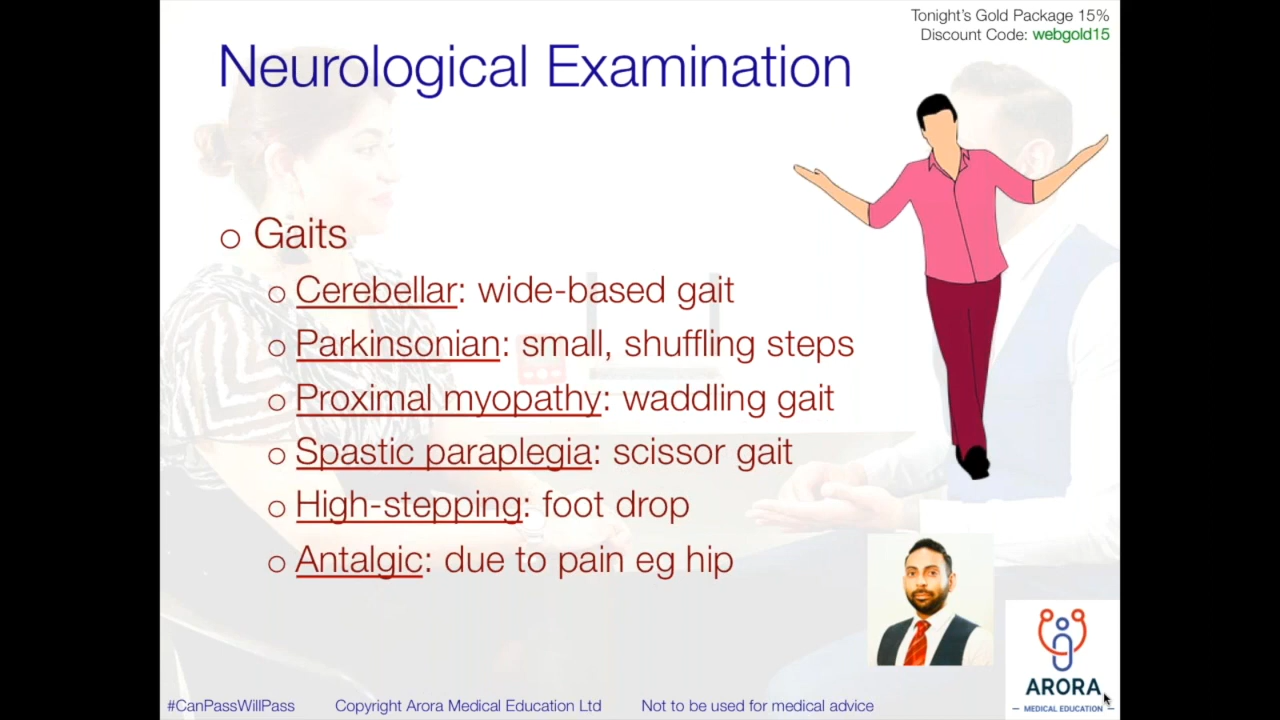 Tonight's Gold Package 15%
Discount Code: webgold15
Neurological Examination
o Gaits
o Cerebellar: wide-based gait
o Parkinsonian: small, shuffling steps
o Proximal myopathy: waddling gait
o Spastic paraplegia: scissor gait
o High-stepping: foot drop
o Antalgic: due to pain eg hip
ARORA
MEDICAL EDUCATION
#CanPassWillPass Copyright Arora Medical Education Ltd Not to be used for medical advice